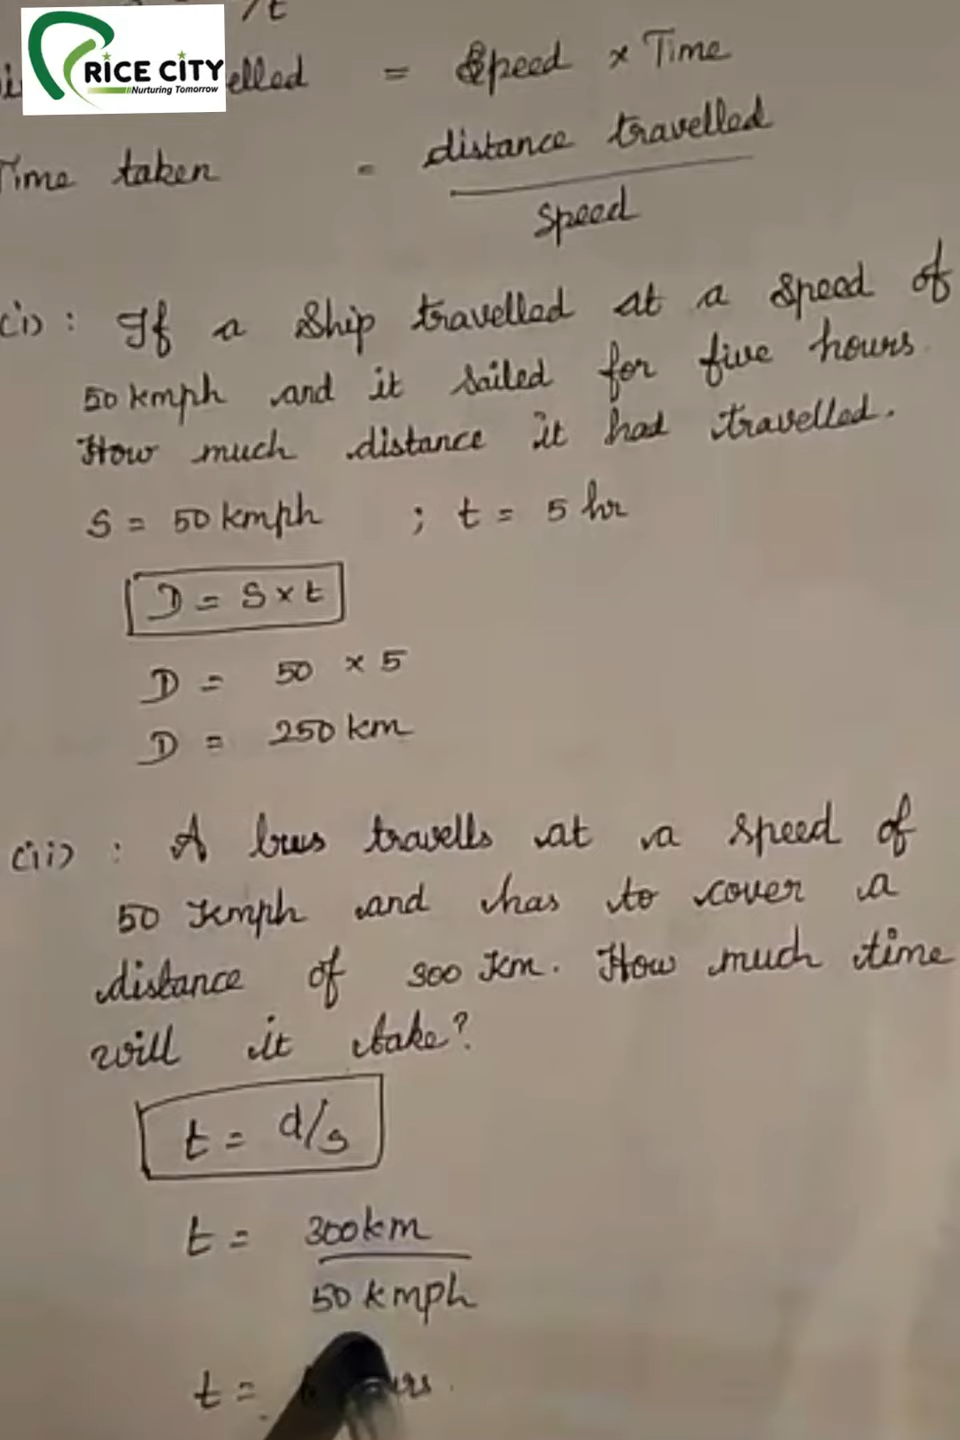 /t
RICE CITY
Nurturing Tomorrow
elled = Speed × Time
Time taken = distance travelled
speed
(i) : If a ship travelled at a speed of
50 kmph and it sailed for five hours.
How much distance it had travelled.
S = 50 kmph ; t = 5 hr
D = S × t
D = 50 × 5
D = 250 km
(ii) : A bus travells at a speed of
50 Kmph and has to cover a
distance of 300 Km. How much time
will it take?
t = d/s
t = 300km
50 kmph
t =